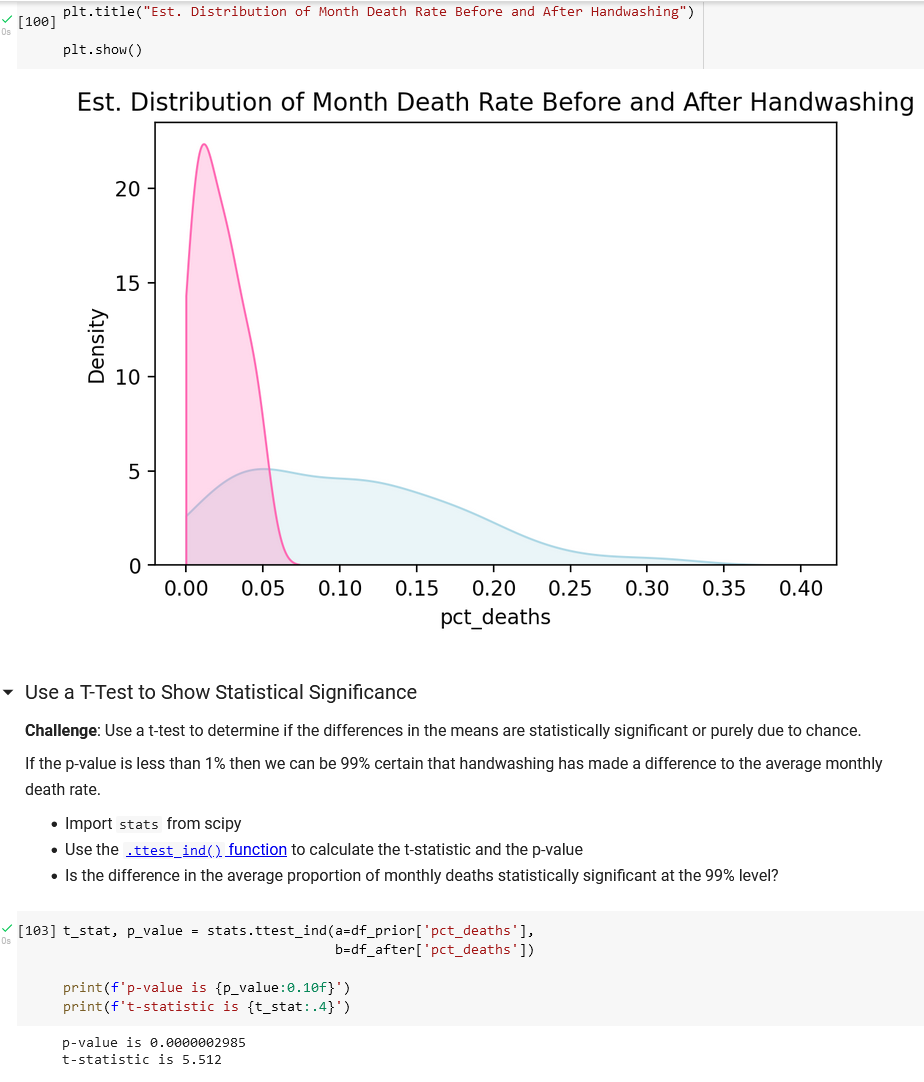 plt.title("Est. Distribution of Month Death Rate Before and After Handwashing")
[100]
0s
plt.show()
Est. Distribution of Month Death Rate Before and After Handwashing
20
15
10
5
0
Density
0.00 0.05 0.10 0.15 0.20 0.25 0.30 0.35 0.40
pct_deaths
Use a T-Test to Show Statistical Significance
Challenge: Use a t-test to determine if the differences in the means are statistically significant or purely due to chance.
If the p-value is less than 1% then we can be 99% certain that handwashing has made a difference to the average monthly
death rate.
• Import stats from scipy
• Use the .ttest_ind() function to calculate the t-statistic and the p-value
• Is the difference in the average proportion of monthly deaths statistically significant at the 99% level?
[103] t_stat, p_value = stats.ttest_ind(a=df_prior['pct_deaths'],
0s
b=df_after['pct_deaths'])
print(f'p-value is {p_value:0.10f}')
print(f't-statistic is {t_stat:.4}')
p-value is 0.0000002985
t-statistic is 5.512